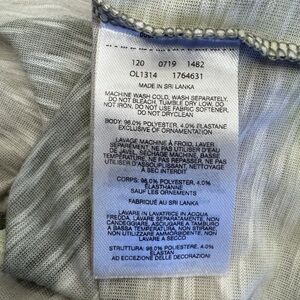 120 0719 1482
OL1314 1764631
MADE IN SRI LANKA
MACHINE WASH COLD, WASH SEPARATELY,
DO NOT BLEACH, TUMBLE DRY LOW, DO
NOT IRON, DO NOT USE FABRIC SOFTENER,
DO NOT DRYCLEAN
BODY: 96.0% POLYESTER, 4.0% ELASTANE
EXCLUSIVE OF ORNAMENTATION
LAVAGE MACHINE À FROID, LAVER
SÉPARÉMENT, NE PAS UTILISER D'EAU
DE JAVEL, SÉCHAGE MACHINE, BASSE
TEMPÉRATURE, NE PAS REPASSER, NE PAS
UTILISER D'ASSOUPLISSANT, NETTOYAGE
À SEC INTERDIT
CORPS: 96.0% POLYESTER, 4.0%
ÉLASTHANNE
SAUF LES ORNEMENTS
FABRIQUÉ AU SRI LANKA
LAVARE IN LAVATRICE IN ACQUA
FREDDA, LAVARE SEPARATAMENTE, NON
CANDEGGIARE, ASCIUGARE A TAMBURO
A BASSA TEMPERATURA, NON STIRARE,
NON UTILIZZARE AMMORBIDENTE, NON
LAVARE A SECCO
STRUTTURA: 96.0% POLIESTERE, 4.0%
ELASTAN
AD ECCEZIONE DELLE DECORAZIONI